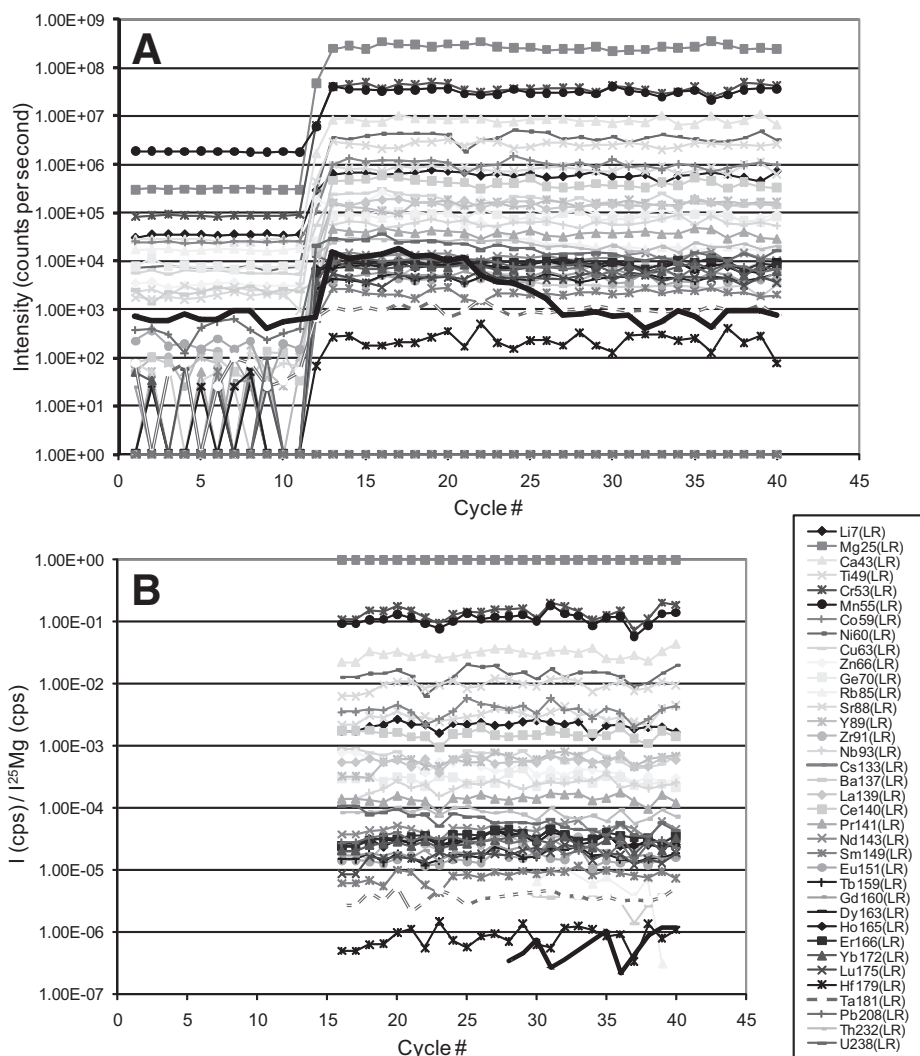 A
Intensity (counts per second)
1.00E+09
1.00E+08
1.00E+07
1.00E+06
1.00E+05
1.00E+04
1.00E+03
1.00E+02
1.00E+01
1.00E+00
0 5 10 15 20 25 30 35 40 45
Cycle #
B
I (cps) / I²⁵Mg (cps)
1.00E+00
1.00E-01
1.00E-02
1.00E-03
1.00E-04
1.00E-05
1.00E-06
1.00E-07
0 5 10 15 20 25 30 35 40 45
Cycle #
Li7(LR)
Mg25(LR)
Ca43(LR)
Ti49(LR)
Cr53(LR)
Mn55(LR)
Co59(LR)
Ni60(LR)
Cu63(LR)
Zn66(LR)
Ge70(LR)
Rb85(LR)
Sr88(LR)
Y89(LR)
Zr91(LR)
Nb93(LR)
Cs133(LR)
Ba137(LR)
La139(LR)
Ce140(LR)
Pr141(LR)
Nd143(LR)
Sm149(LR)
Eu151(LR)
Tb159(LR)
Gd160(LR)
Dy163(LR)
Ho165(LR)
Er166(LR)
Yb172(LR)
Lu175(LR)
Hf179(LR)
Ta181(LR)
Pb208(LR)
Th232(LR)
U238(LR)